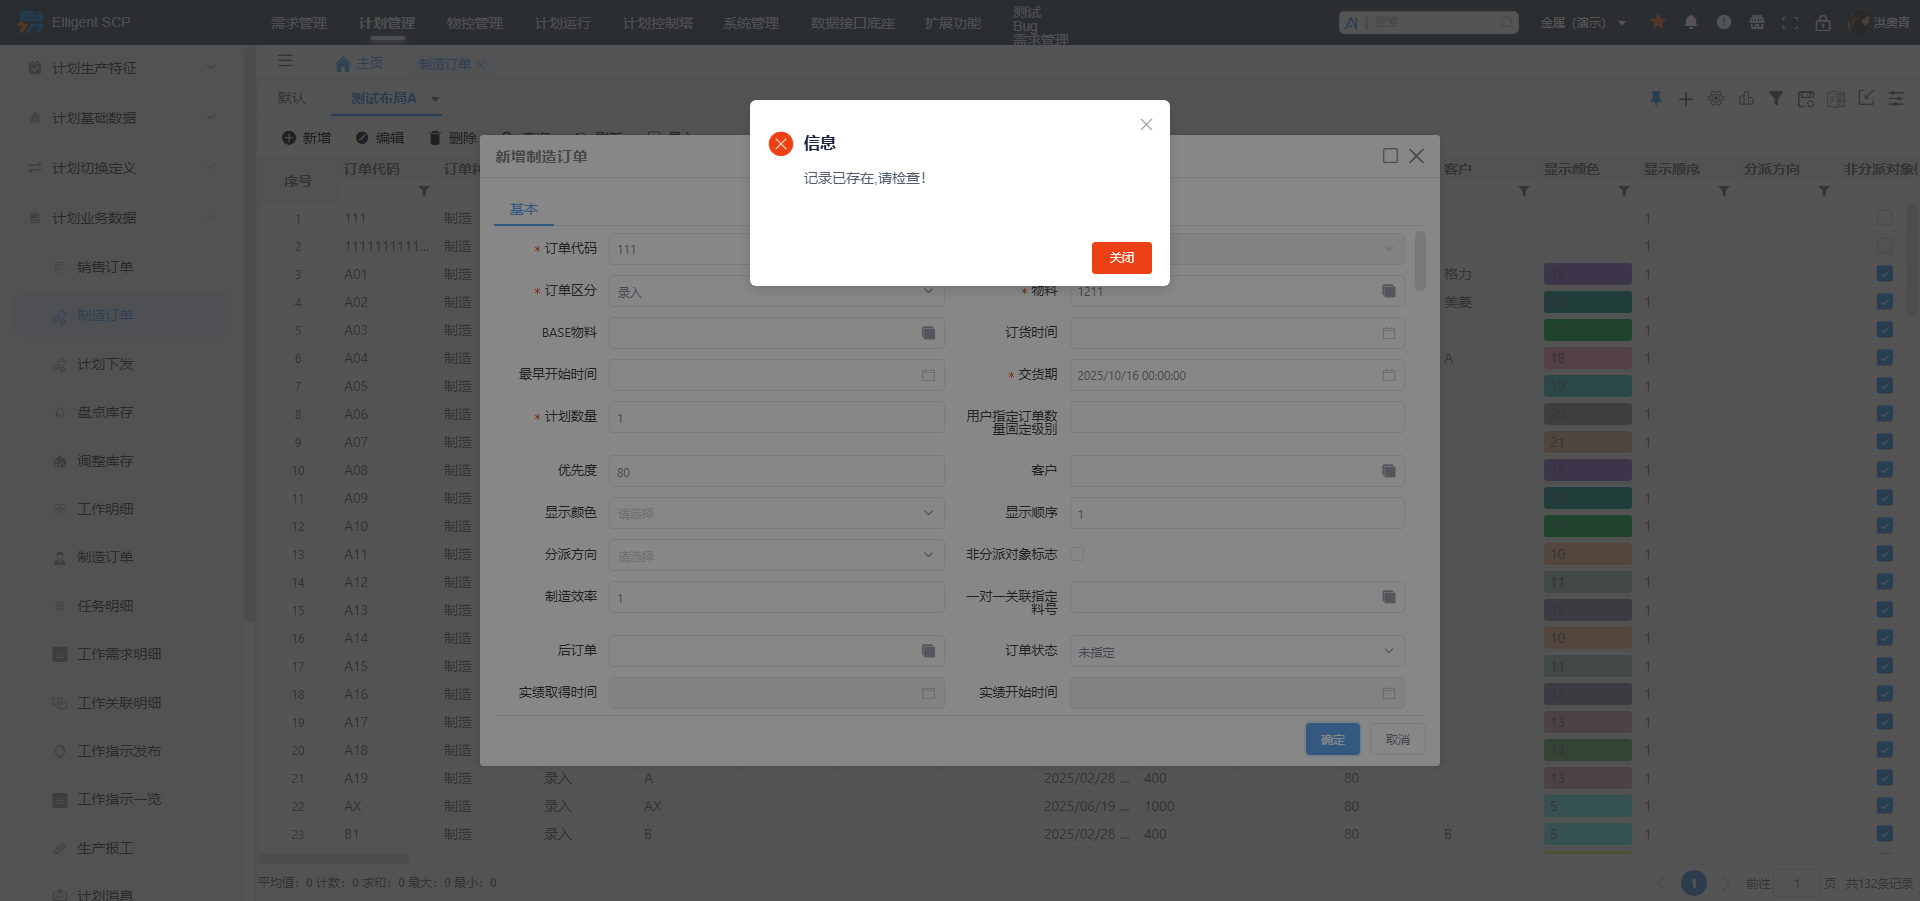 Elligent SCP
需求管理
计划管理
物控管理
计划运行
计划控制塔
系统管理
数据接口底座
扩展功能
测试
Bug
需求管理
AI | 搜索
金属（演示）
洪奥青
计划生产特征
计划基础数据
计划切换定义
计划业务数据
销售订单
制造订单
计划下发
盘点库存
调整库存
工作明细
制造订单
任务明细
工作需求明细
工作关联明细
工作指示发布
工作指示一览
生产报工
计划消息
主页
制造订单
默认
测试布局A
新增
编辑
删除
序号
订单代码
客户
显示颜色
显示顺序
分派方向
1 111 制造 1
2 1111111111... 制造 1
3 A01 制造 格力 1
4 A02 制造 美菱 1
5 A03 制造 1
6 A04 制造 A 18 1
7 A05 制造 19 1
8 A06 制造 20 1
9 A07 制造 21 1
10 A08 制造 1
11 A09 制造 1
12 A10 制造 1
13 A11 制造 10 1
14 A12 制造 11 1
15 A13 制造 12 1
16 A14 制造 10 1
17 A15 制造 11 1
18 A16 制造 12 1
19 A17 制造 13 1
20 A18 制造 14 1
21 A19 制造 录入 A 2025/02/28 ... 400 80 13 1
22 AX 制造 录入 AX 2025/06/19 ... 1000 80 5 1
23 B1 制造 录入 B 2025/02/28 ... 400 80 B 5 1
平均值：0 计数：0 求和：0 最大：0 最小：0
1
前往 1 页 共132条记录
新增制造订单
基本
* 订单代码 111
* 订单区分 录入
* 物料 1211
BASE物料
订货时间
最早开始时间
* 交货期 2025/10/16 00:00:00
* 计划数量 1
用户指定订单数
量固定级别
优先度 80
客户
显示颜色 请选择
显示顺序 1
分派方向 请选择
非分派对象标志
制造效率 1
一对一关联指定
料号
后订单
订单状态 未指定
实绩取得时间
实绩开始时间
确定
取消
信息
记录已存在,请检查!
关闭